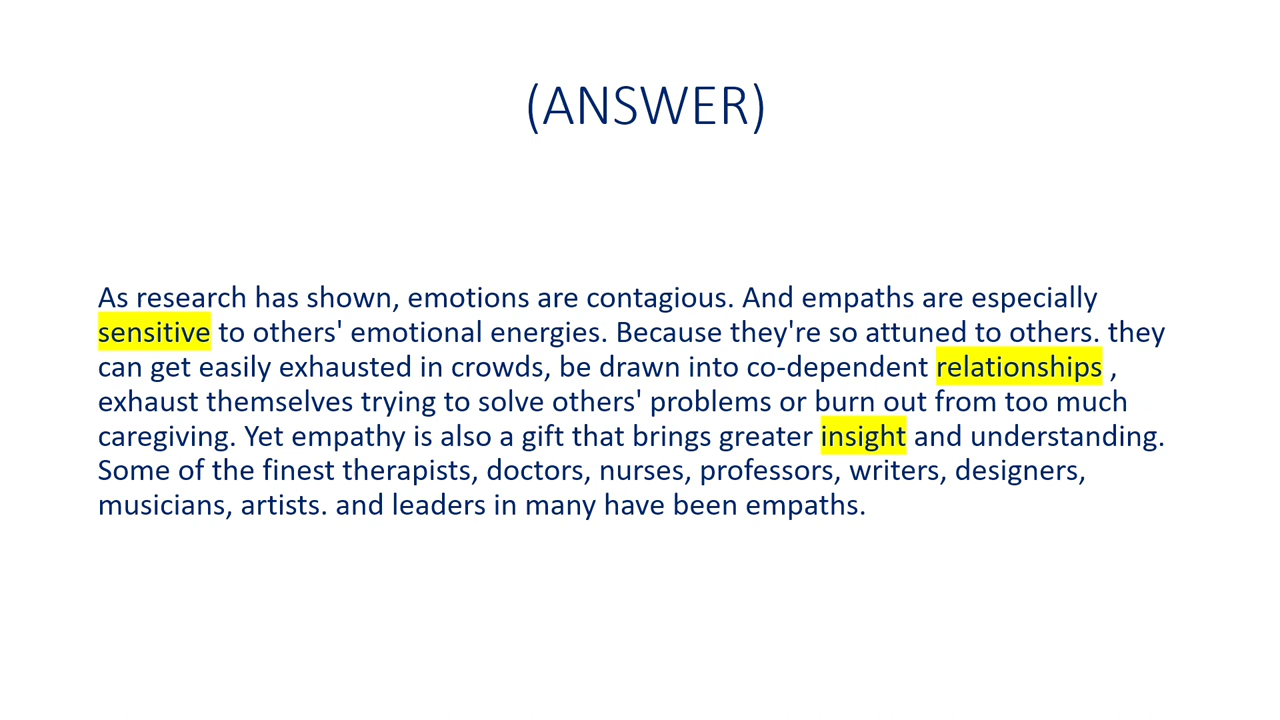 (ANSWER)
As research has shown, emotions are contagious. And empaths are especially
sensitive to others' emotional energies. Because they're so attuned to others. they
can get easily exhausted in crowds, be drawn into co-dependent relationships ,
exhaust themselves trying to solve others' problems or burn out from too much
caregiving. Yet empathy is also a gift that brings greater insight and understanding.
Some of the finest therapists, doctors, nurses, professors, writers, designers,
musicians, artists. and leaders in many have been empaths.